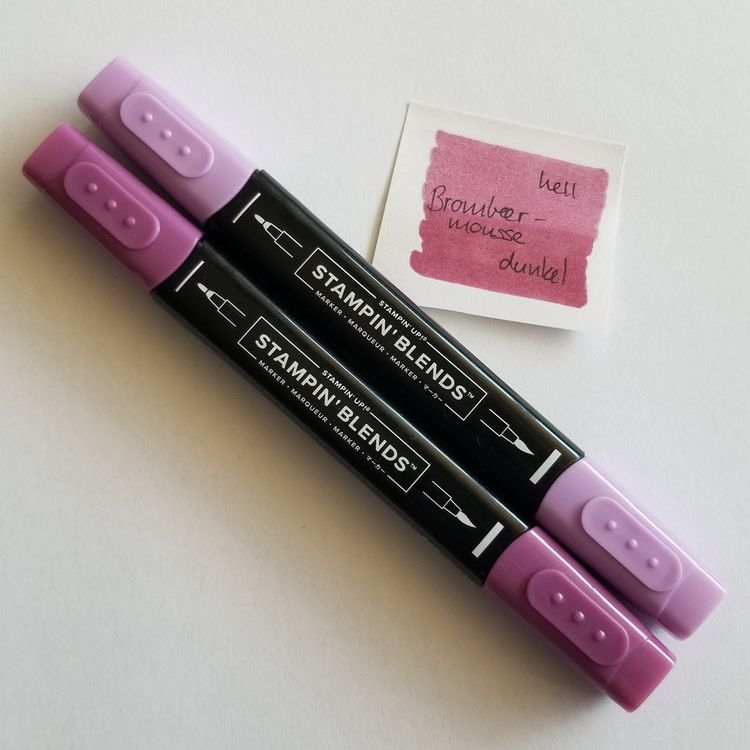 STAMPIN' UP!®
STAMPIN' BLENDS™
MARKER • MARQUEUR • MARKER • マーカー
STAMPIN' UP!®
STAMPIN' BLENDS™
MARKER • MARQUEUR • MARKER • マーカー
hell
Brombeer-
mousse
dunkel